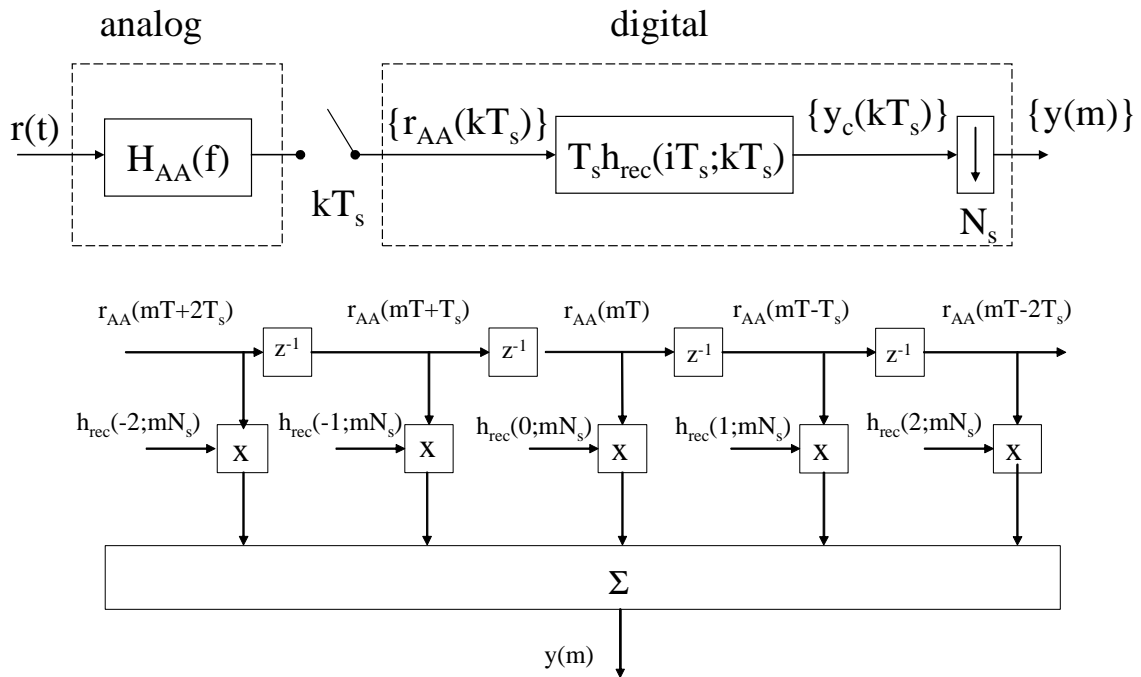 analog
digital
r(t)
H_AA(f)
kT_s
{r_AA(kT_s)}
T_s h_rec(iT_s;kT_s)
{y_c(kT_s)}
N_s
{y(m)}
r_AA(mT+2T_s)
r_AA(mT+T_s)
r_AA(mT)
r_AA(mT-T_s)
r_AA(mT-2T_s)
z^-1
z^-1
z^-1
z^-1
h_rec(-2;mN_s)
h_rec(-1;mN_s)
h_rec(0;mN_s)
h_rec(1;mN_s)
h_rec(2;mN_s)
x
x
x
x
x
Σ
y(m)